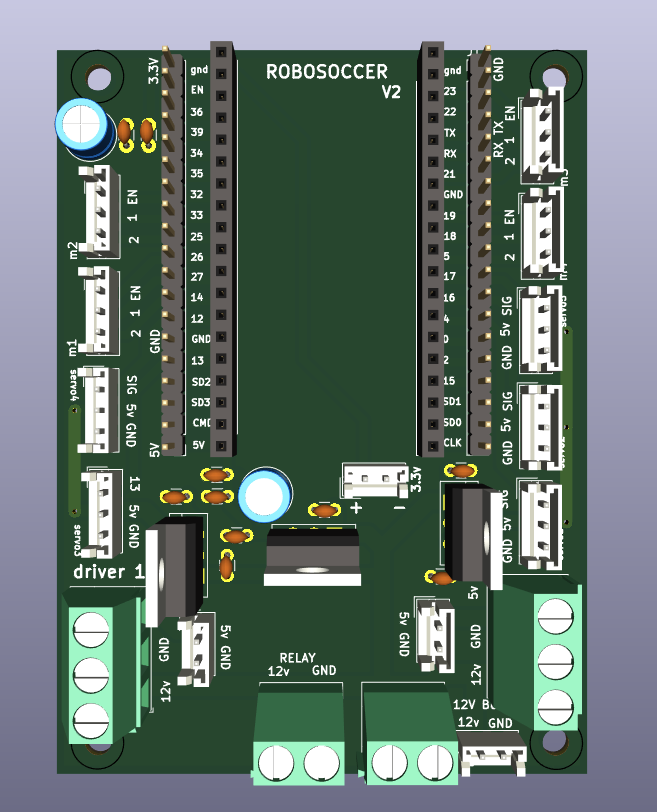 ROBOSOCCER
V2
3.3V
gnd
EN
36
39
34
35
32
33
25
26
27
14
12
GND
13
SD2
SD3
CMD
5V
GND
5V
gnd
23
22
TX
RX
21
GND
19
18
5
17
16
4
0
2
15
SD1
SD0
CLK
GND
RX TX
EN
1
2
m3
EN
1
2
SIG
5v
GND
SIG
5v
GND
SIG
5v
GND
EN
1
2
m2
EN
1
2
m1
SIG
5v
GND
servo4
13
5v
GND
servo3
driver 1
3.3v
+ −
GND
12v
5v GND
5v GND
5v
GND
12v
RELAY
12v GND
12V
12v GND